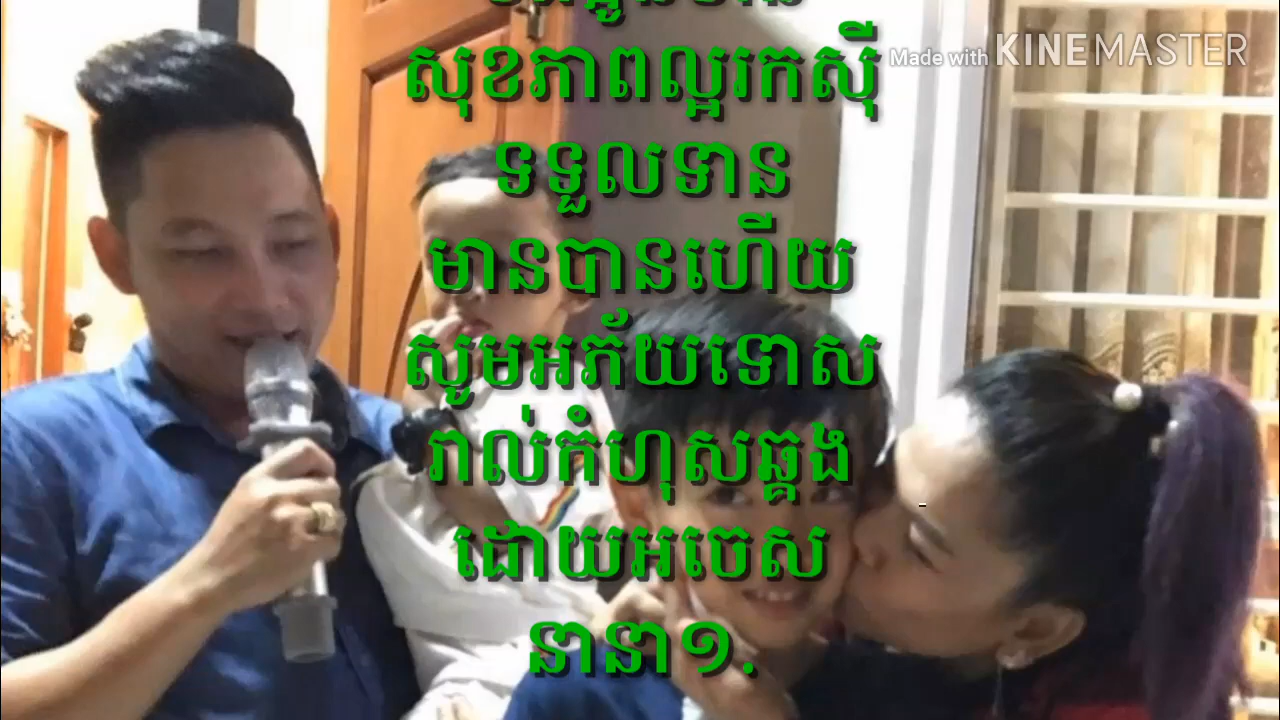 Made with KINEMASTER
សុខភាពល្អរកស៊ី
ទទួលទាន
មានបានហើយ
សូមអភ័យទោស
រាល់កំហុសឆ្គង
ដោយអចេស
នានា១.